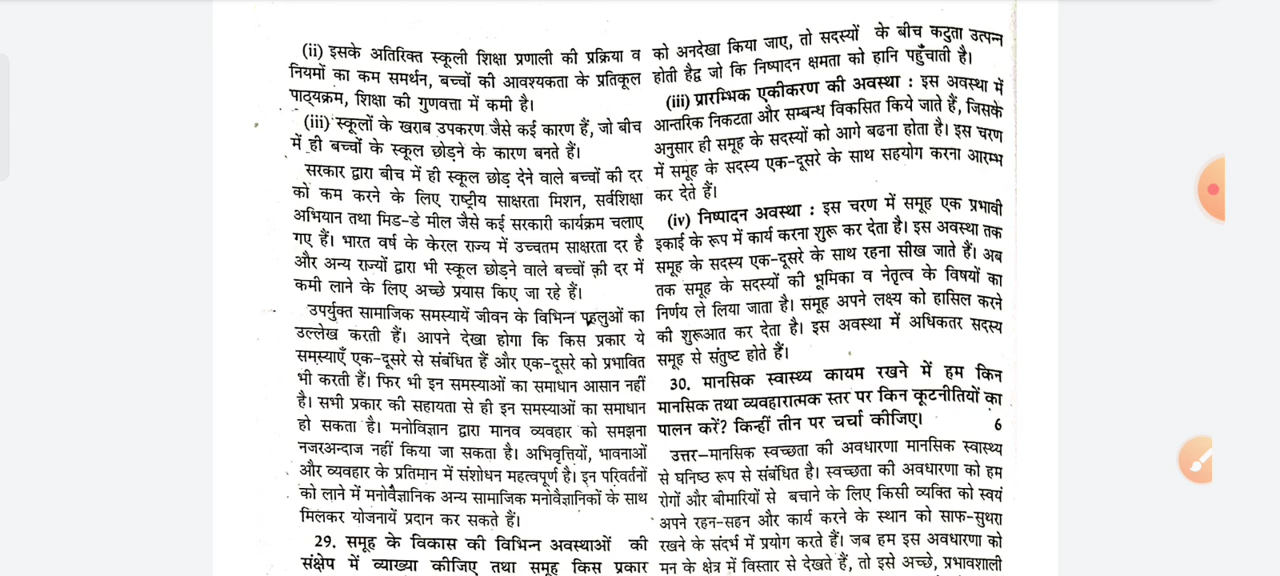 (ii) इसके अतिरिक्त स्कूली शिक्षा प्रणाली की प्रक्रिया व
नियमों का कम समर्थन, बच्चों की आवश्यकता के प्रतिकूल
पाठ्यक्रम, शिक्षा की गुणवत्ता में कमी है।
(iii) स्कूलों के खराब उपकरण जैसे कई कारण हैं, जो बीच
में ही बच्चों के स्कूल छोड़ने के कारण बनते हैं।
सरकार द्वारा बीच में ही स्कूल छोड़ देने वाले बच्चों की दर
को कम करने के लिए राष्ट्रीय साक्षरता मिशन, सर्वशिक्षा
अभियान तथा मिड-डे मील जैसे कई सरकारी कार्यक्रम चलाए
गए हैं। भारत वर्ष के केरल राज्य में उच्चतम साक्षरता दर है
और अन्य राज्यों द्वारा भी स्कूल छोड़ने वाले बच्चों की दर में
कमी लाने के लिए अच्छे प्रयास किए जा रहे हैं।
उपर्युक्त सामाजिक समस्यायें जीवन के विभिन्न पहलुओं का
उल्लेख करती हैं। आपने देखा होगा कि किस प्रकार ये
समस्याएँ एक-दूसरे से संबंधित हैं और एक-दूसरे को प्रभावित
भी करती हैं। फिर भी इन समस्याओं का समाधान आसान नहीं
है। सभी प्रकार की सहायता से ही इन समस्याओं का समाधान
हो सकता है। मनोविज्ञान द्वारा मानव व्यवहार को समझना
नजरअन्दाज नहीं किया जा सकता है। अभिवृत्तियों, भावनाओं
और व्यवहार के प्रतिमान में संशोधन महत्वपूर्ण है। इन परिवर्तनों
को लाने में मनोवैज्ञानिक अन्य सामाजिक मनोवैज्ञानिकों के साथ
मिलकर योजनायें प्रदान कर सकते हैं।
29. समूह के विकास की विभिन्न अवस्थाओं की
संक्षेप में व्याख्या कीजिए तथा समूह किस प्रकार
को अनदेखा किया जाए, तो सदस्यों के बीच कटुता उत्पन्न
होती हैद्व जो कि निष्पादन क्षमता को हानि पहुँचाती है।
(iii) प्रारम्भिक एकीकरण की अवस्था : इस अवस्था में
आन्तरिक निकटता और सम्बन्ध विकसित किये जाते हैं, जिसके
अनुसार ही समूह के सदस्यों को आगे बढना होता है। इस चरण
में समूह के सदस्य एक-दूसरे के साथ सहयोग करना आरम्भ
कर देते हैं।
(iv) निष्पादन अवस्था : इस चरण में समूह एक प्रभावी
इकाई के रूप में कार्य करना शुरू कर देता है। इस अवस्था तक
समूह के सदस्य एक-दूसरे के साथ रहना सीख जाते हैं। अब
तक समूह के सदस्यों की भूमिका व नेतृत्व के विषयों का
निर्णय ले लिया जाता है। समूह अपने लक्ष्य को हासिल करने
की शुरूआत कर देता है। इस अवस्था में अधिकतर सदस्य
समूह से संतुष्ट होते हैं।
30. मानसिक स्वास्थ्य कायम रखने में हम किन
मानसिक तथा व्यवहारात्मक स्तर पर किन कूटनीतियों का
पालन करें? किन्हीं तीन पर चर्चा कीजिए। 6
उत्तर–मानसिक स्वच्छता की अवधारणा मानसिक स्वास्थ्य
से घनिष्ठ रूप से संबंधित है। स्वच्छता की अवधारणा को हम
रोगों और बीमारियों से बचाने के लिए किसी व्यक्ति को स्वयं
अपने रहन-सहन और कार्य करने के स्थान को साफ-सुथरा
रखने के संदर्भ में प्रयोग करते हैं। जब हम इस अवधारणा को
मन के क्षेत्र में विस्तार से देखते हैं, तो इसे अच्छे, प्रभावशाली